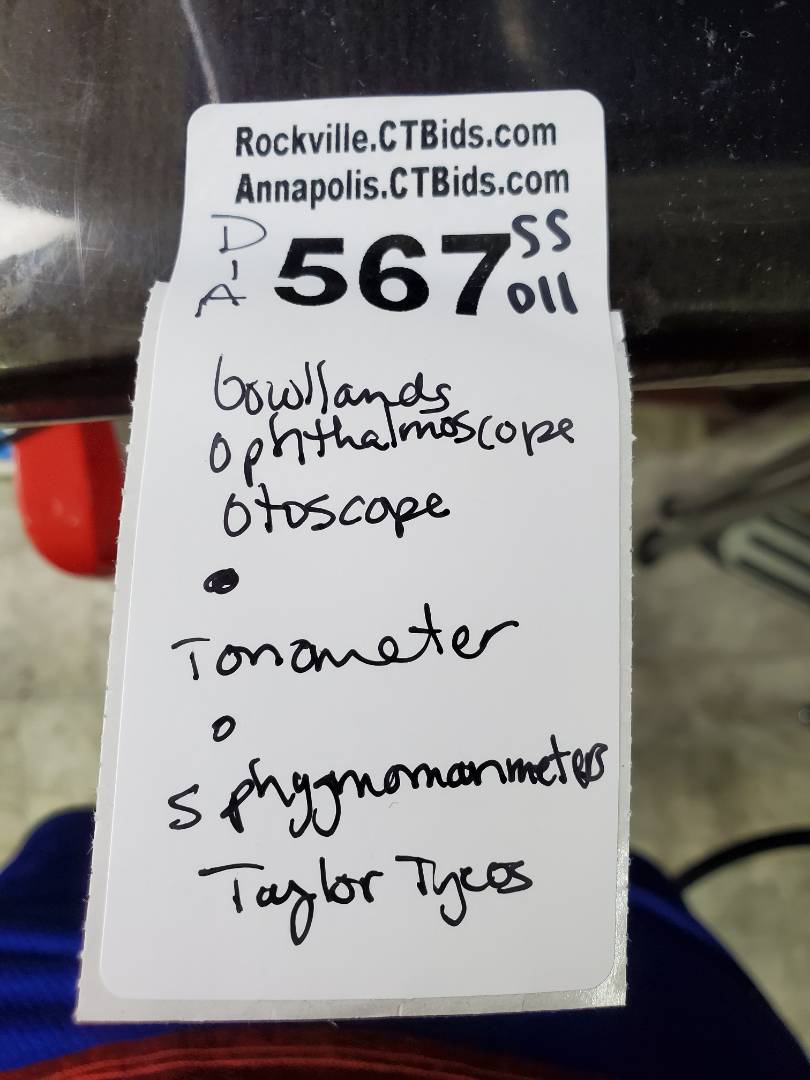 Rockville.CTBids.com
Annapolis.CTBids.com
D-A 567 SS 011
Gowllands
Ophthalmoscope
Otoscope
Tonometer
Sphygmomanmeters
Taylor Tycos